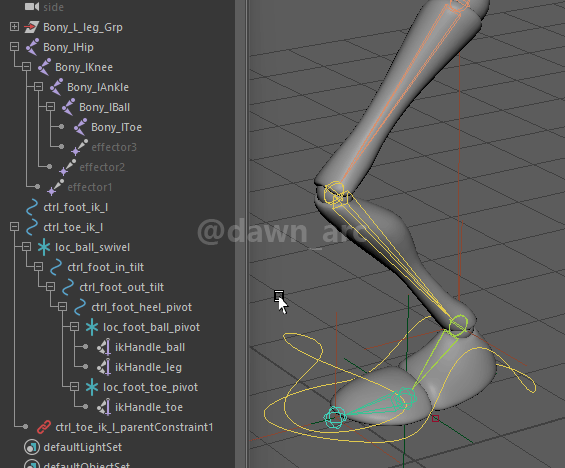 side
Bony_L_leg_Grp
Bony_lHip
Bony_lKnee
Bony_lAnkle
Bony_lBall
Bony_lToe
effector3
effector2
effector1
ctrl_foot_ik_l
ctrl_toe_ik_l
loc_ball_swivel
ctrl_foot_in_tilt
ctrl_foot_out_tilt
ctrl_foot_heel_pivot
loc_foot_ball_pivot
ikHandle_ball
ikHandle_leg
loc_foot_toe_pivot
ikHandle_toe
ctrl_toe_ik_l_parentConstraint1
defaultLightSet
defaultObjectSet